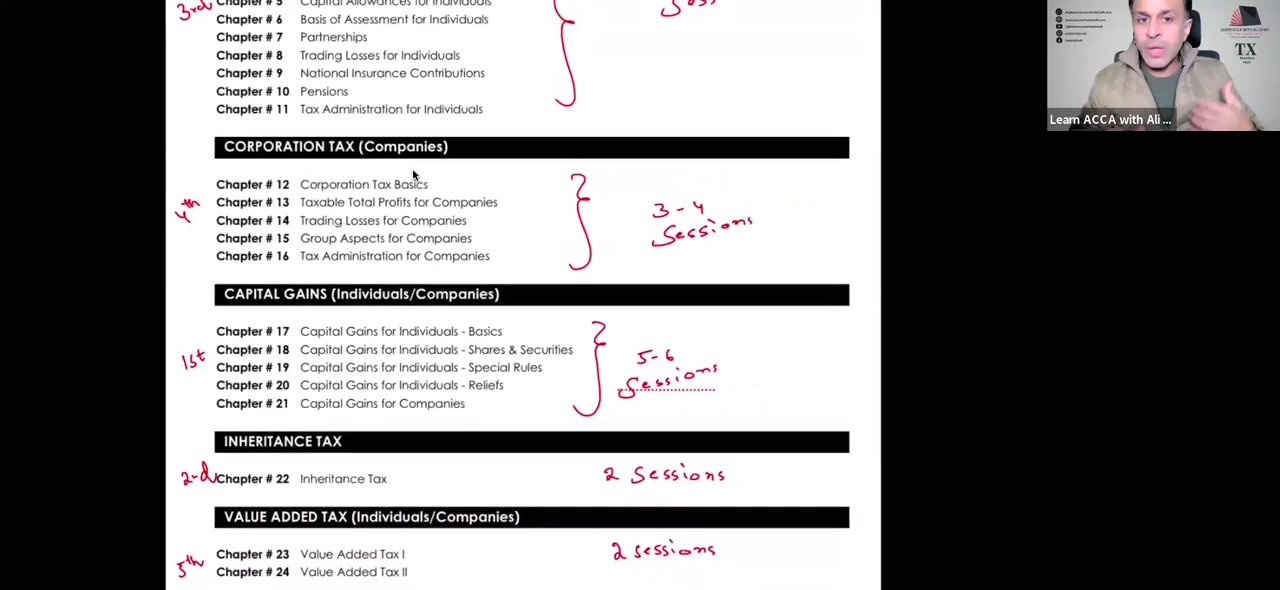 3rd
Chapter # 5 Capital Allowances for Individuals
Chapter # 6 Basis of Assessment for Individuals
Chapter # 7 Partnerships
Chapter # 8 Trading Losses for Individuals
Chapter # 9 National Insurance Contributions
Chapter # 10 Pensions
Chapter # 11 Tax Administration for Individuals
CORPORATION TAX (Companies)
Chapter # 12 Corporation Tax Basics
4th Chapter # 13 Taxable Total Profits for Companies
Chapter # 14 Trading Losses for Companies
Chapter # 15 Group Aspects for Companies
Chapter # 16 Tax Administration for Companies
3-4
Sessions
CAPITAL GAINS (Individuals/Companies)
Chapter # 17 Capital Gains for Individuals - Basics
Chapter # 18 Capital Gains for Individuals - Shares & Securities
1st Chapter # 19 Capital Gains for Individuals - Special Rules
Chapter # 20 Capital Gains for Individuals - Reliefs
Chapter # 21 Capital Gains for Companies
5-6
Sessions
INHERITANCE TAX
2nd Chapter # 22 Inheritance Tax 2 Sessions
VALUE ADDED TAX (Individuals/Companies)
Chapter # 23 Value Added Tax I 2 sessions
5th Chapter # 24 Value Added Tax II
LEARN ACCA WITH ALI
TX
Learn ACCA with Ali ...